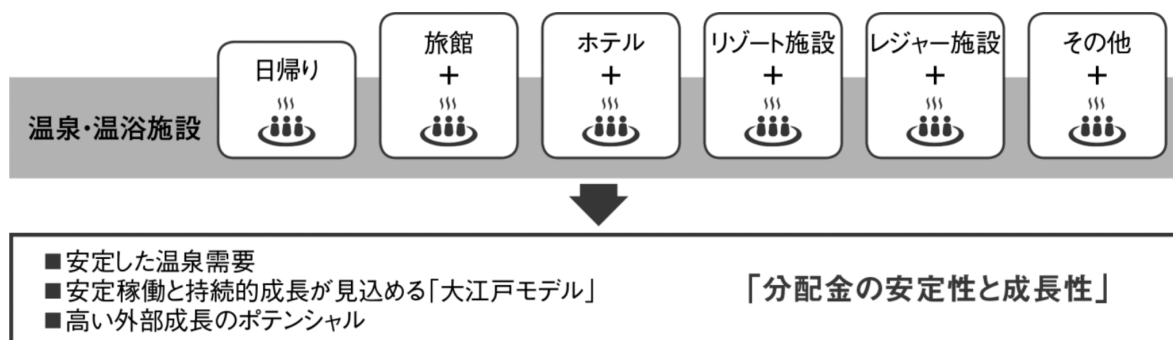 温泉・温浴施設
日帰り
旅館
+
ホテル
+
リゾート施設
+
レジャー施設
+
その他
+
■安定した温泉需要
■安定稼働と持続的成長が見込める「大江戸モデル」
■高い外部成長のポテンシャル
「分配金の安定性と成長性」